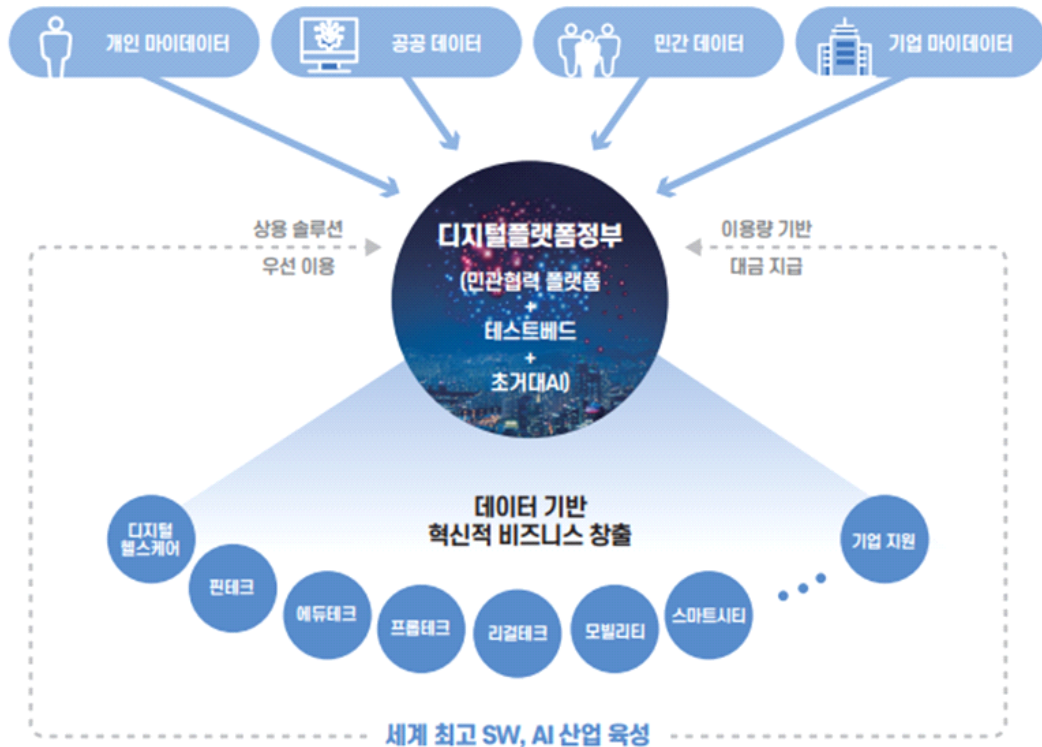 개인 마이데이터
공공 데이터
민간 데이터
기업 마이데이터
상용 솔루션
우선 이용
이용량 기반
대금 지급
디지털플랫폼정부
(민관협력 플랫폼
+
테스트베드
+
초거대AI)
데이터 기반
혁신적 비즈니스 창출
디지털
헬스케어
핀테크
에듀테크
프롭테크
리걸테크
모빌리티
스마트시티
기업 지원
세계 최고 SW, AI 산업 육성